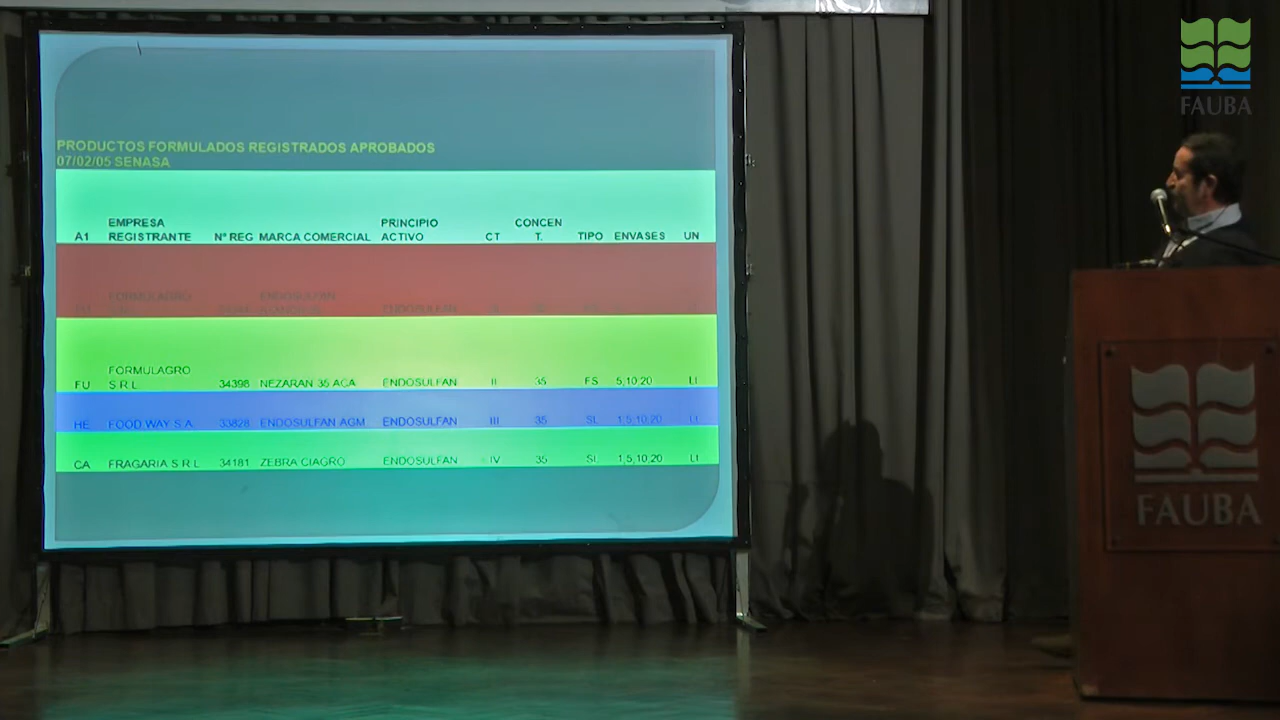 FAUBA
PRODUCTOS FORMULADOS REGISTRADOS APROBADOS
07/02/05 SENASA
A1 EMPRESA REGISTRANTE N° REG MARCA COMERCIAL PRINCIPIO ACTIVO CT CONCEN T. TIPO ENVASES UN
FORMULAGRO ENDOSULFAN ENDOSULFAN
FU FORMULAGRO S R L 34398 NEZARAN 35 ACA ENDOSULFAN II 35 FS 5,10,20 LI
HE FOOD WAY S.A. 33828 ENDOSULFAN AGM ENDOSULFAN III 35 SL 1,5,10,20 LI
CA FRAGARIA S R L 34181 ZEBRA CIAGRO ENDOSULFAN IV 35 SL 1,5,10,20 LI
FAUBA